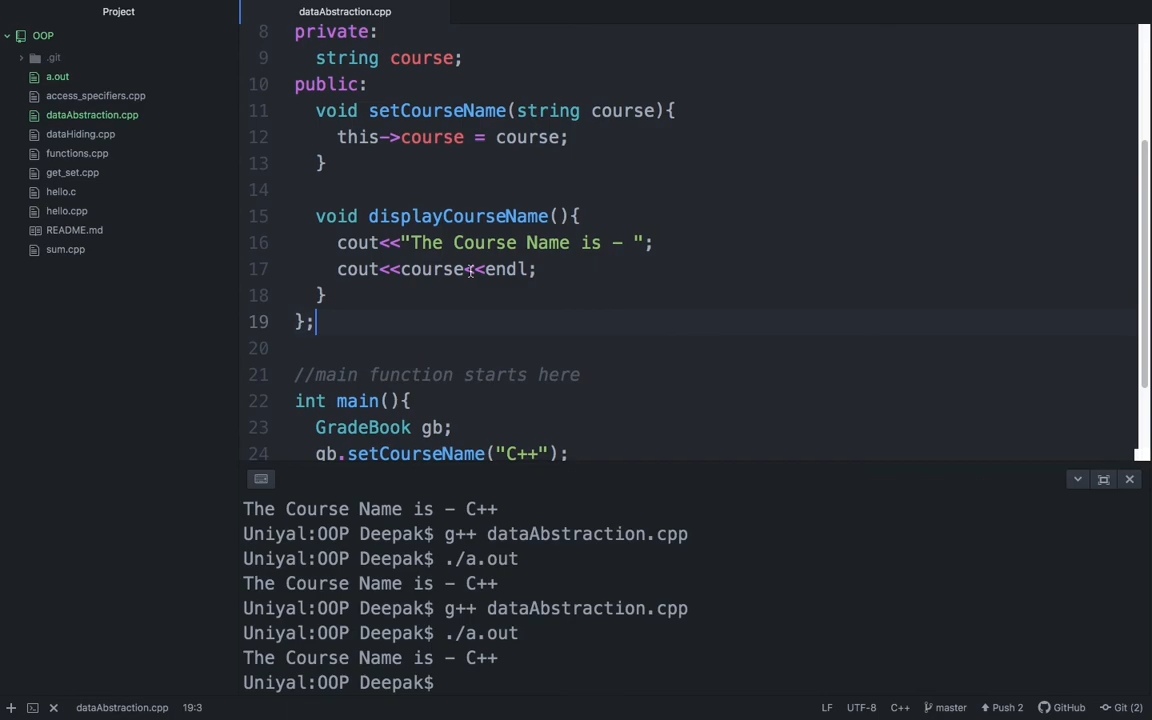 Project
dataAbstraction.cpp
OOP
.git
a.out
access_specifiers.cpp
dataAbstraction.cpp
dataHiding.cpp
functions.cpp
get_set.cpp
hello.c
hello.cpp
README.md
sum.cpp
8 private:
9 string course;
10 public:
11 void setCourseName(string course){
12 this->course = course;
13 }
14
15 void displayCourseName(){
16 cout<<"The Course Name is - ";
17 cout<<course<<endl;
18 }
19 };
20
21 //main function starts here
22 int main(){
23 GradeBook gb;
24 gb.setCourseName("C++");
The Course Name is - C++
Uniyal:OOP Deepak$ g++ dataAbstraction.cpp
Uniyal:OOP Deepak$ ./a.out
The Course Name is - C++
Uniyal:OOP Deepak$ g++ dataAbstraction.cpp
Uniyal:OOP Deepak$ ./a.out
The Course Name is - C++
Uniyal:OOP Deepak$
dataAbstraction.cpp 19:3 LF UTF-8 C++ master Push 2 GitHub Git (2)